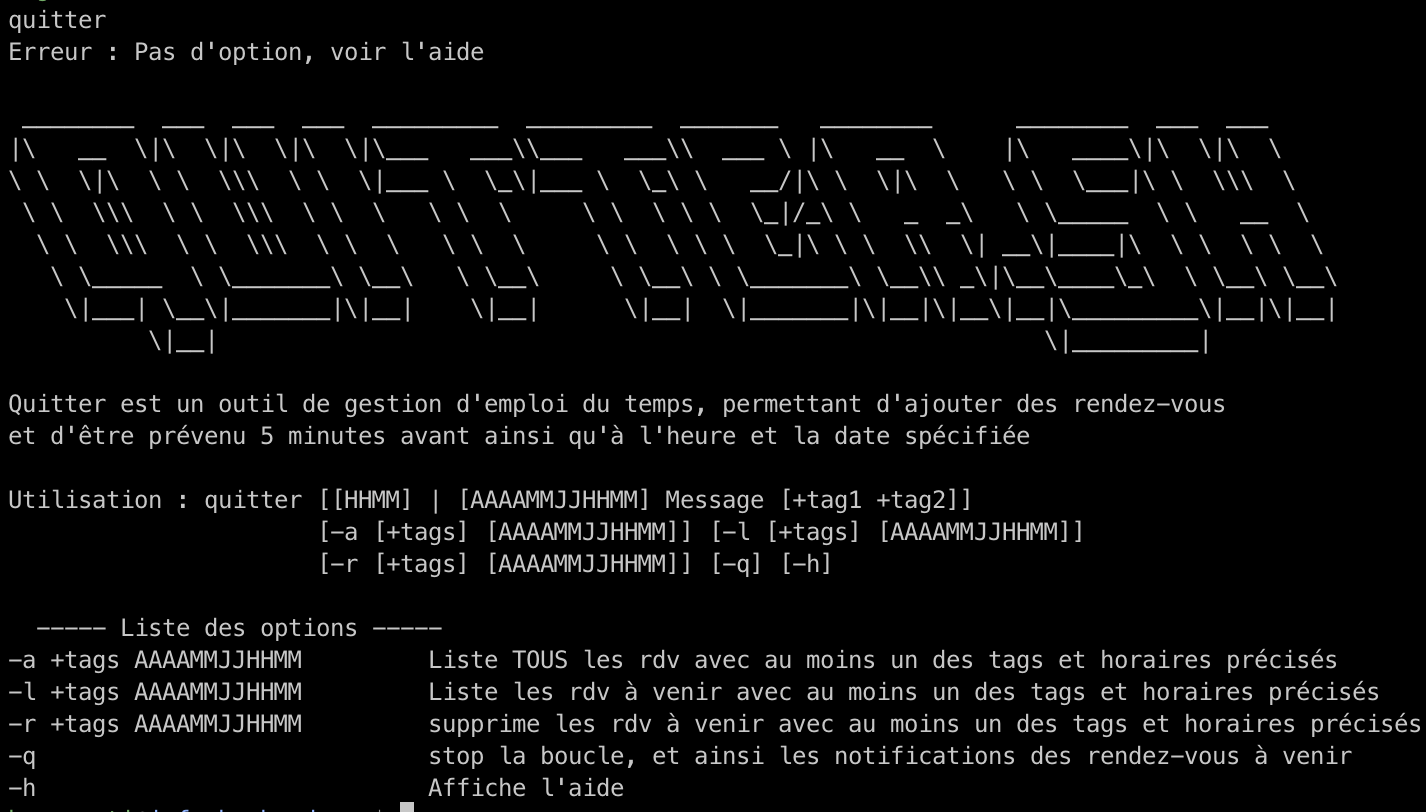 quitter
Erreur : Pas d'option, voir l'aide
QUITTER.SH
Quitter est un outil de gestion d'emploi du temps, permettant d'ajouter des rendez-vous
et d'être prévenu 5 minutes avant ainsi qu'à l'heure et la date spécifiée
Utilisation : quitter [[HHMM] | [AAAAMMJJHHMM] Message [+tag1 +tag2]]
[-a [+tags] [AAAAMMJJHHMM]] [-l [+tags] [AAAAMMJJHHMM]]
[-r [+tags] [AAAAMMJJHHMM]] [-q] [-h]
----- Liste des options -----
-a +tags AAAAMMJJHHMM Liste TOUS les rdv avec au moins un des tags et horaires précisés
-l +tags AAAAMMJJHHMM Liste les rdv à venir avec au moins un des tags et horaires précisés
-r +tags AAAAMMJJHHMM supprime les rdv à venir avec au moins un des tags et horaires précisés
-q stop la boucle, et ainsi les notifications des rendez-vous à venir
-h Affiche l'aide